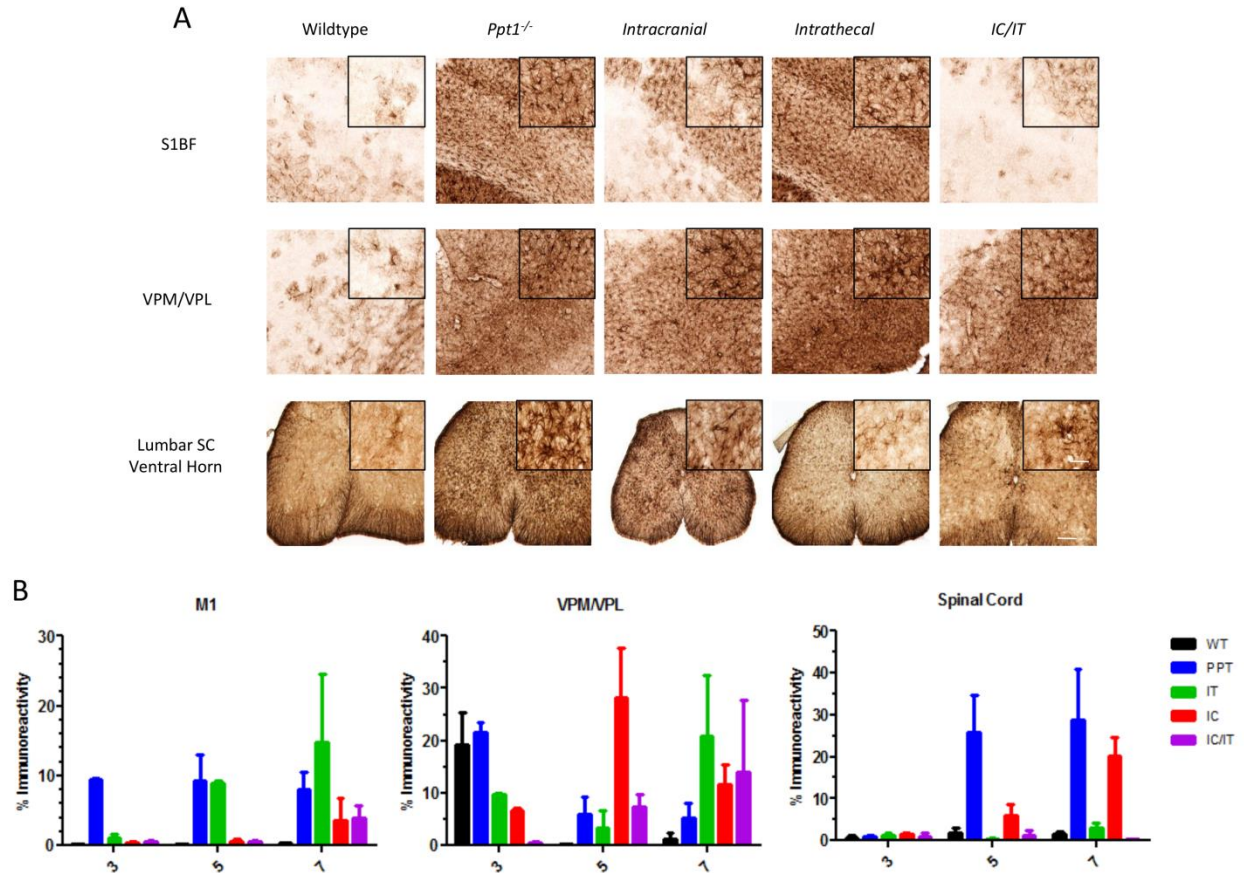 A
Wildtype
Ppt1-/-
Intracranial
Intrathecal
IC/IT
S1BF
VPM/VPL
Lumbar SC
Ventral Horn
B
M1
% Immunoreactivity
30
20
10
0
3
5
7
VPM/VPL
% Immunoreactivity
40
30
20
10
0
3
5
7
Spinal Cord
% Immunoreactivity
50
40
30
20
10
0
3
5
7
WT
PPT
IT
IC
IC/IT